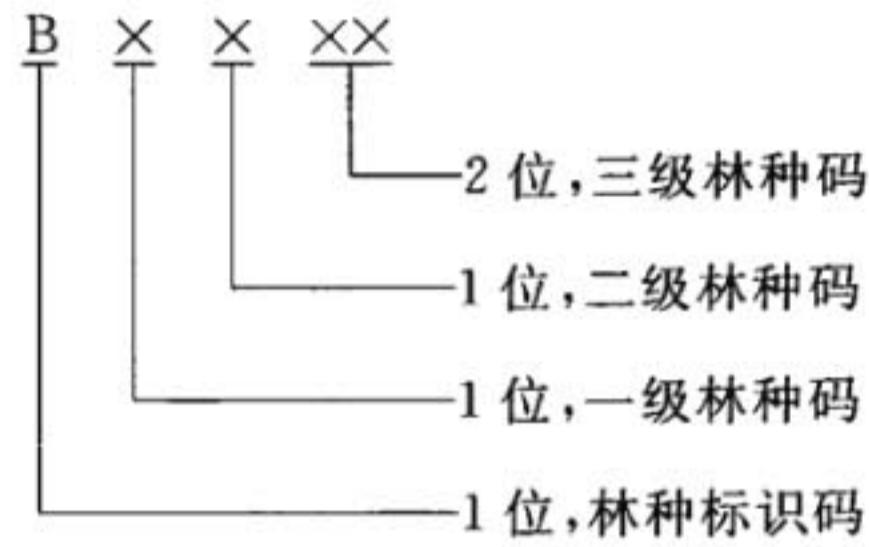 B × × ××
2 位,三级林种码
1 位,二级林种码
1 位,一级林种码
1 位,林种标识码